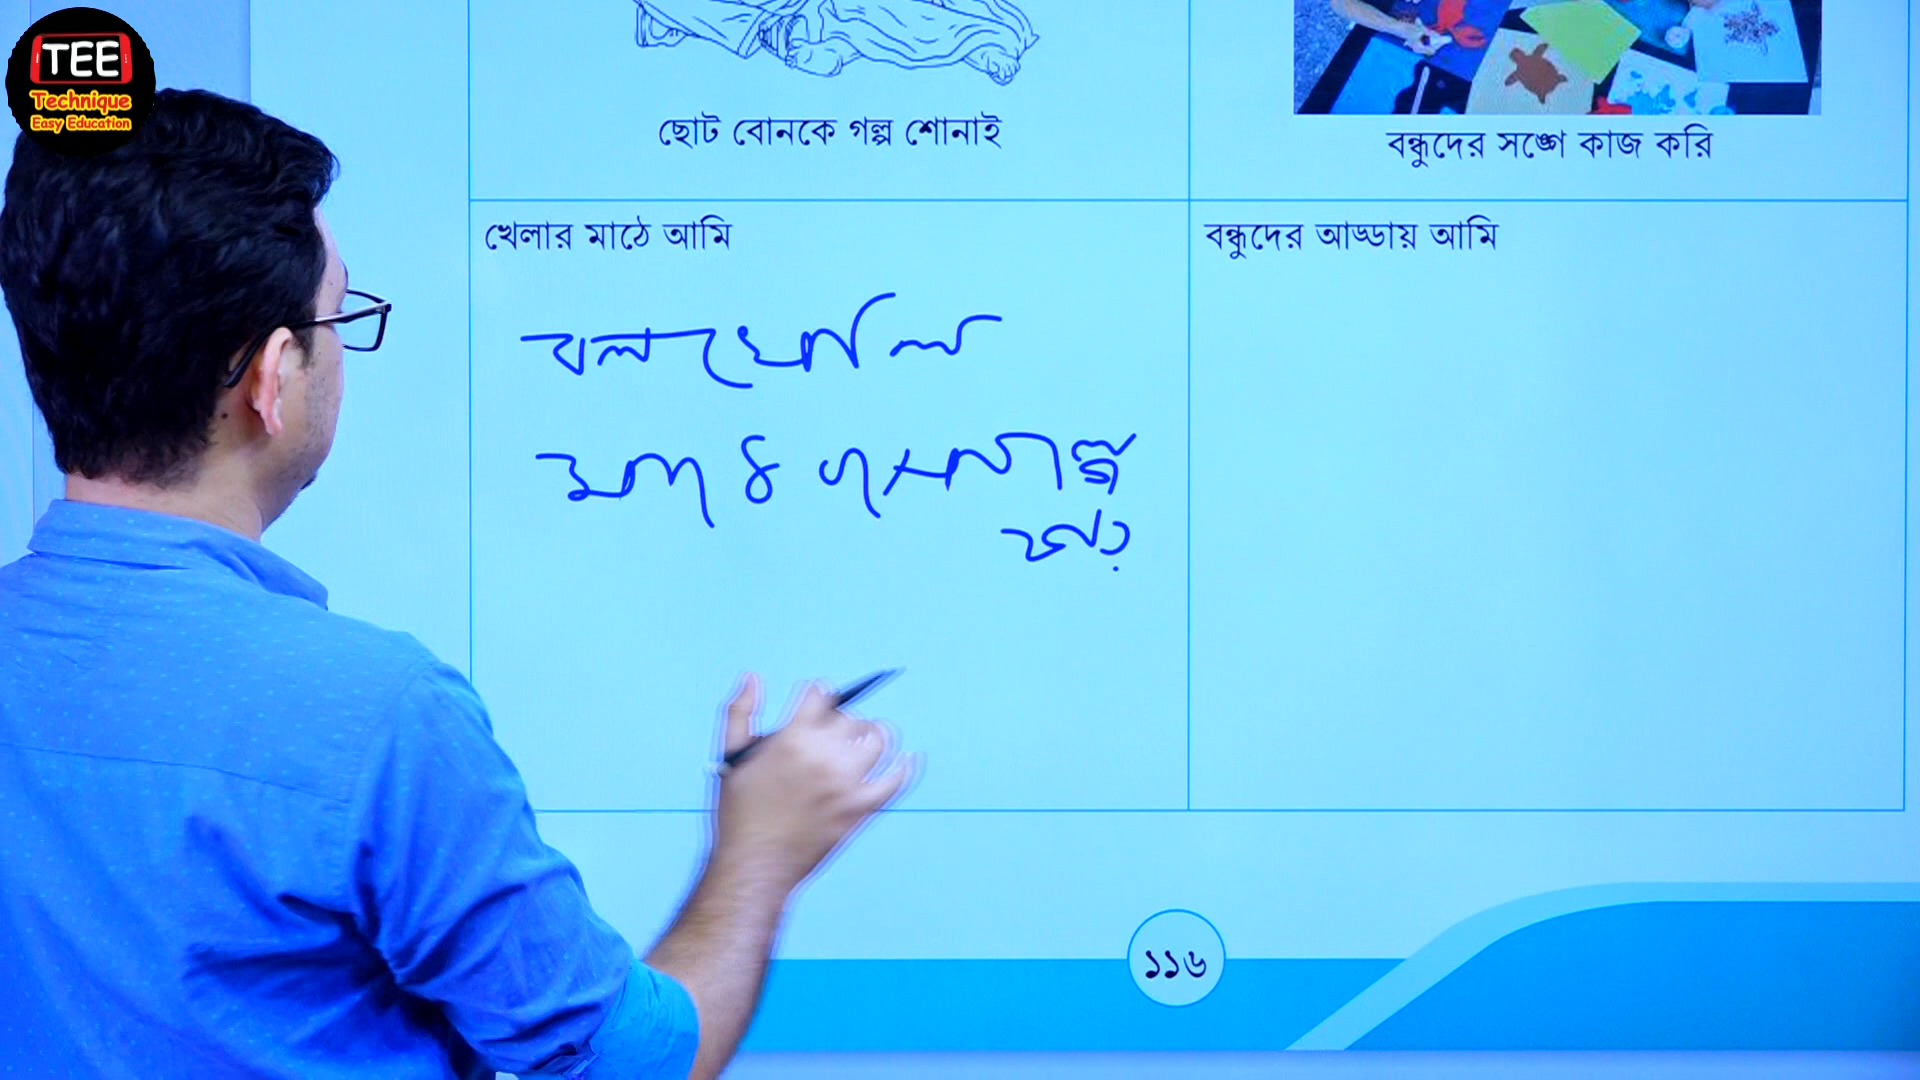 TEE
Technique
Easy Education
ছোট বোনকে গল্প শোনাই
বন্ধুদের সঙ্গে কাজ করি
খেলার মাঠে আমি
বন্ধুদের আড্ডায় আমি
বল খেলি
১১৬